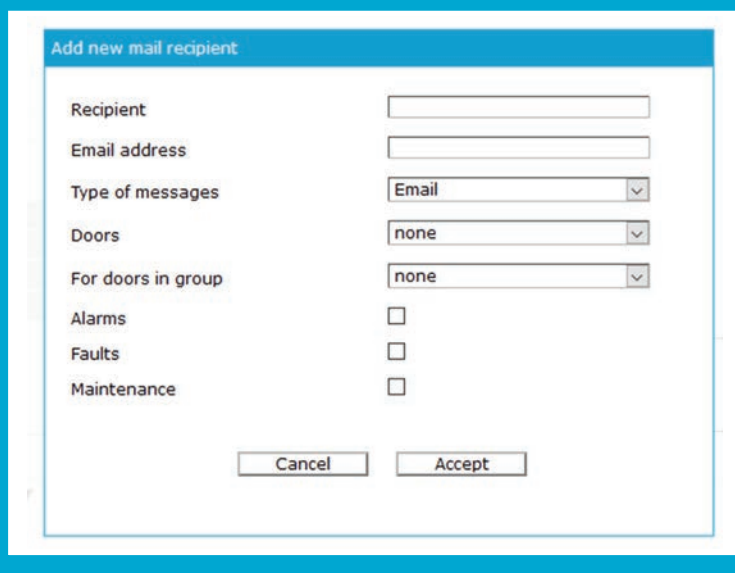 Add new mail recipient
Recipient
Email address
Type of messages Email
Doors none
For doors in group none
Alarms
Faults
Maintenance
Cancel Accept